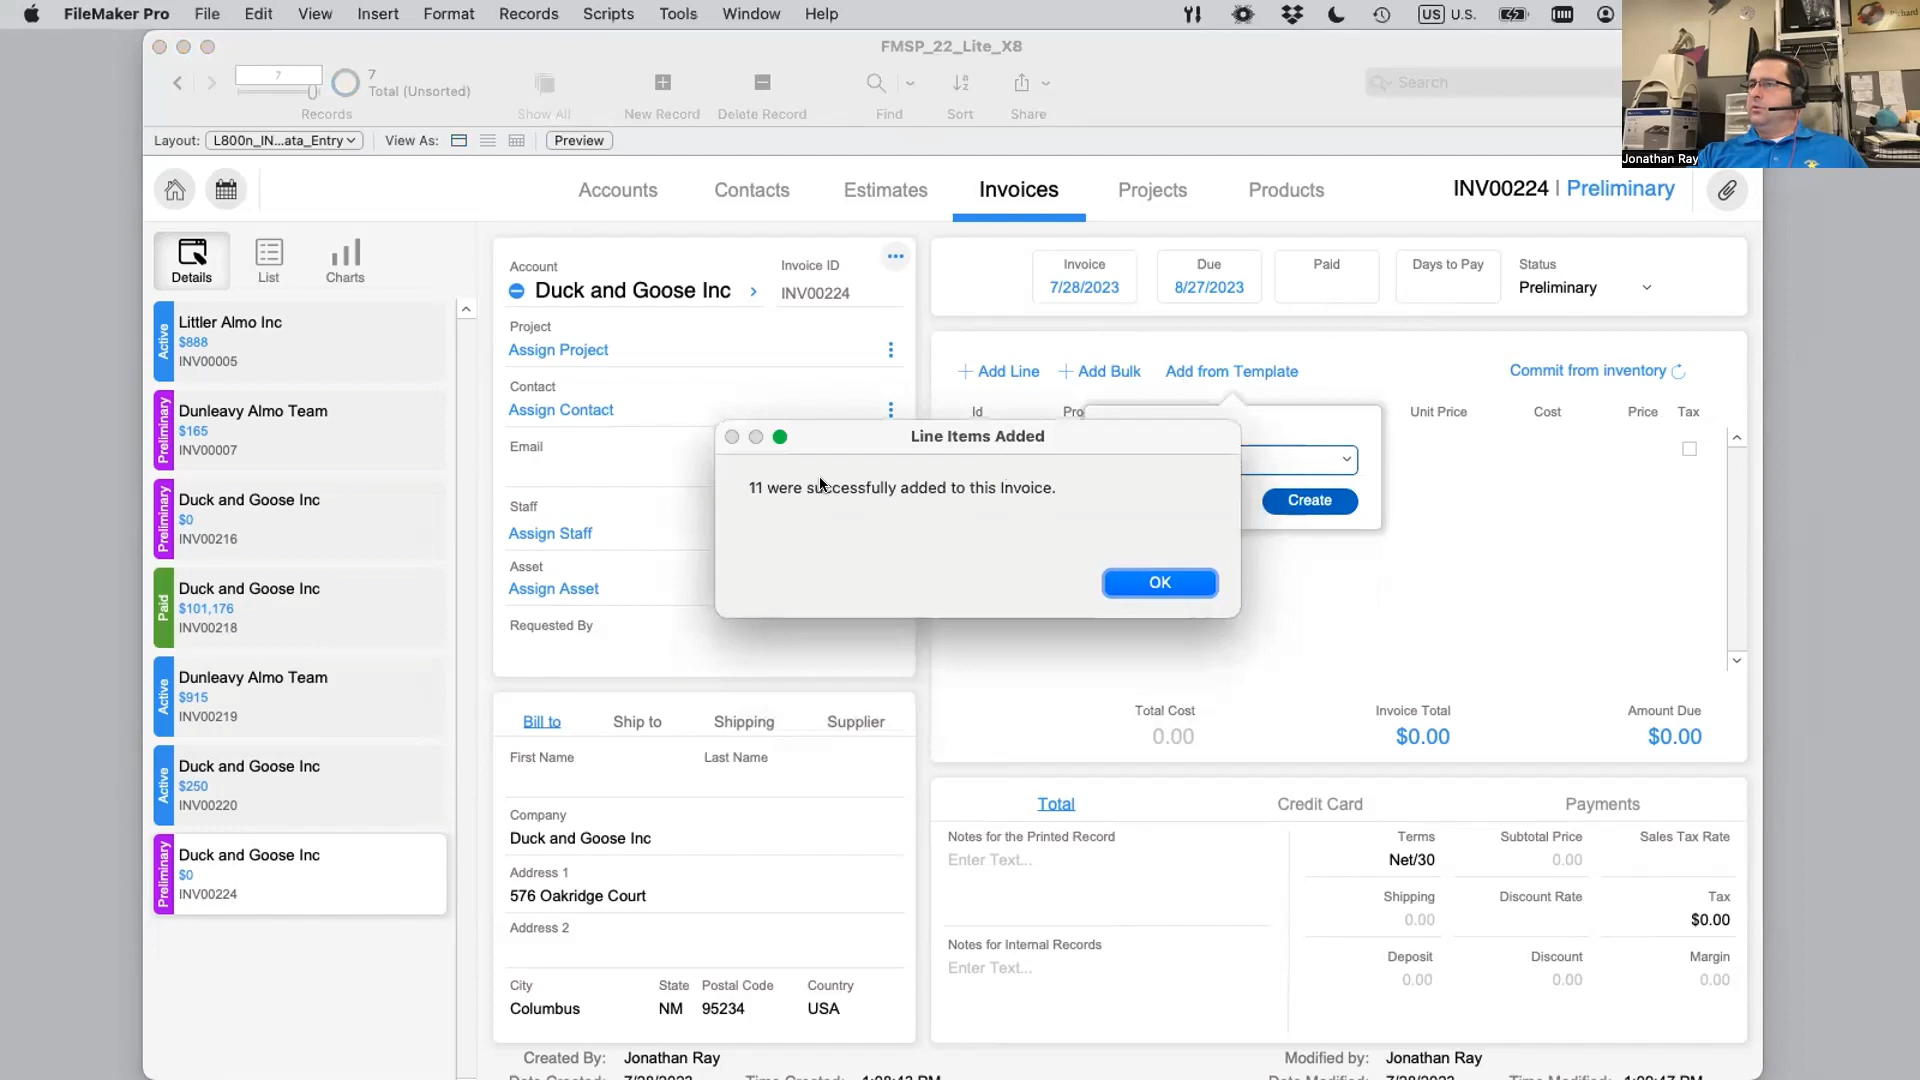 FileMaker Pro File Edit View Insert Format Records Scripts Tools Window Help US U.S.
FMSP_22_Lite_X8
7 7
Total (Unsorted)
Search
Records Show All New Record Delete Record Find Sort Share
Layout: L800n_IN...ata_Entry View As: Preview
Jonathan Ray
Accounts Contacts Estimates Invoices Projects Products INV00224 | Preliminary
Details List Charts
Active
Littler Almo Inc
$888
INV00005
Preliminary
Dunleavy Almo Team
$165
INV00007
Preliminary
Duck and Goose Inc
$0
INV00216
Paid
Duck and Goose Inc
$101,176
INV00218
Active
Dunleavy Almo Team
$915
INV00219
Active
Duck and Goose Inc
$250
INV00220
Preliminary
Duck and Goose Inc
$0
INV00224
Account Invoice ID
Duck and Goose Inc INV00224
Project
Assign Project
Contact
Assign Contact
Email
Staff
Assign Staff
Asset
Assign Asset
Requested By
Invoice Due Paid Days to Pay Status
7/28/2023 8/27/2023 Preliminary
Add Line Add Bulk Add from Template Commit from inventory
Id Pro Unit Price Cost Price Tax
Create
Line Items Added
11 were successfully added to this Invoice.
OK
Total Cost Invoice Total Amount Due
0.00 $0.00 $0.00
Bill to Ship to Shipping Supplier
First Name Last Name
Company
Duck and Goose Inc
Address 1
576 Oakridge Court
Address 2
City State Postal Code Country
Columbus NM 95234 USA
Total Credit Card Payments
Notes for the Printed Record Terms Subtotal Price Sales Tax Rate
Enter Text... Net/30 0.00
Shipping Discount Rate Tax
0.00 $0.00
Notes for Internal Records Deposit Discount Margin
Enter Text... 0.00 0.00 0.00
Created By: Jonathan Ray Modified by: Jonathan Ray